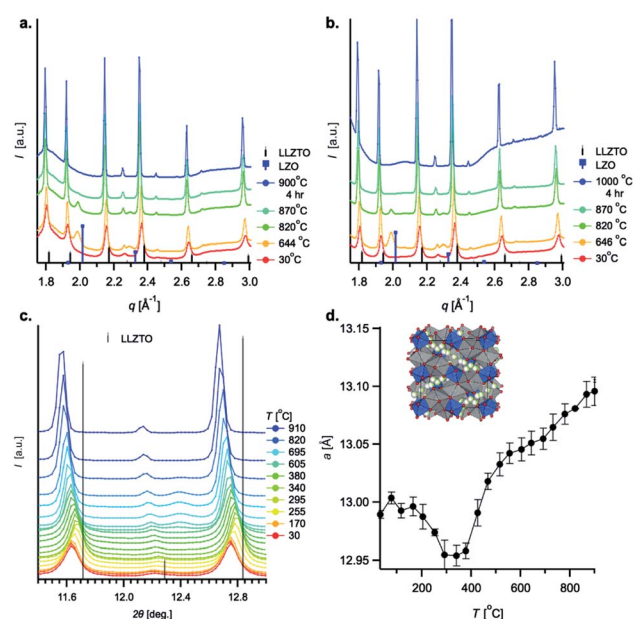 a.
I [a.u.]
LLZTO
LZO
900°C
4 hr
870°C
820°C
644 °C
30°C
1.8 2.0 2.2 2.4 2.6 2.8 3.0
q [Å⁻¹]
b.
I [a.u.]
LLZTO
LZO
1000°C
4 hr
870°C
820°C
646 °C
30°C
1.8 2.0 2.2 2.4 2.6 2.8 3.0
q [Å⁻¹]
c.
LLZTO
I [a.u.]
T [°C]
910
820
695
605
380
340
295
255
170
30
11.6 12.0 12.4 12.8
2θ [deg.]
d.
a [Å]
13.15
13.10
13.05
13.00
12.95
200 400 600 800
T [°C]